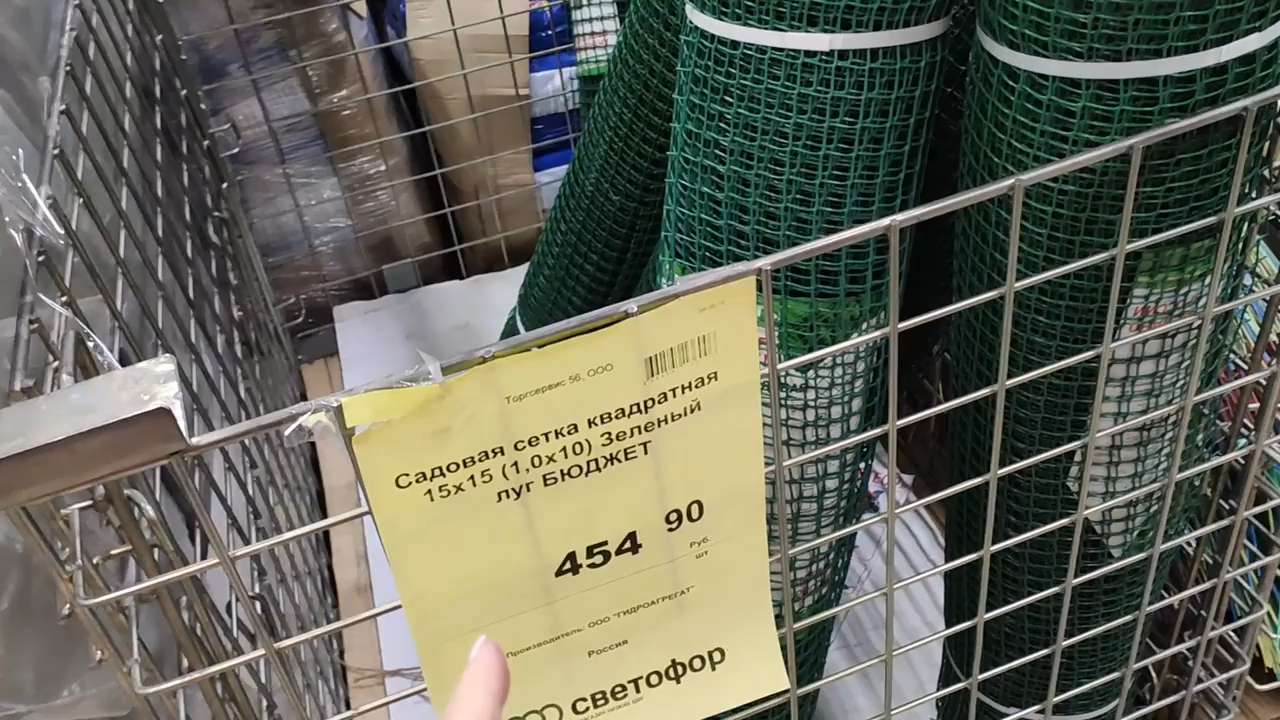 Торгсервис 56, ООО
Садовая сетка квадратная
15х15 (1,0х10) Зеленый
луг БЮДЖЕТ
454 90
Руб.
шт
Производитель: ООО "ГИДРОАГРЕГАТ"
Россия
светофор